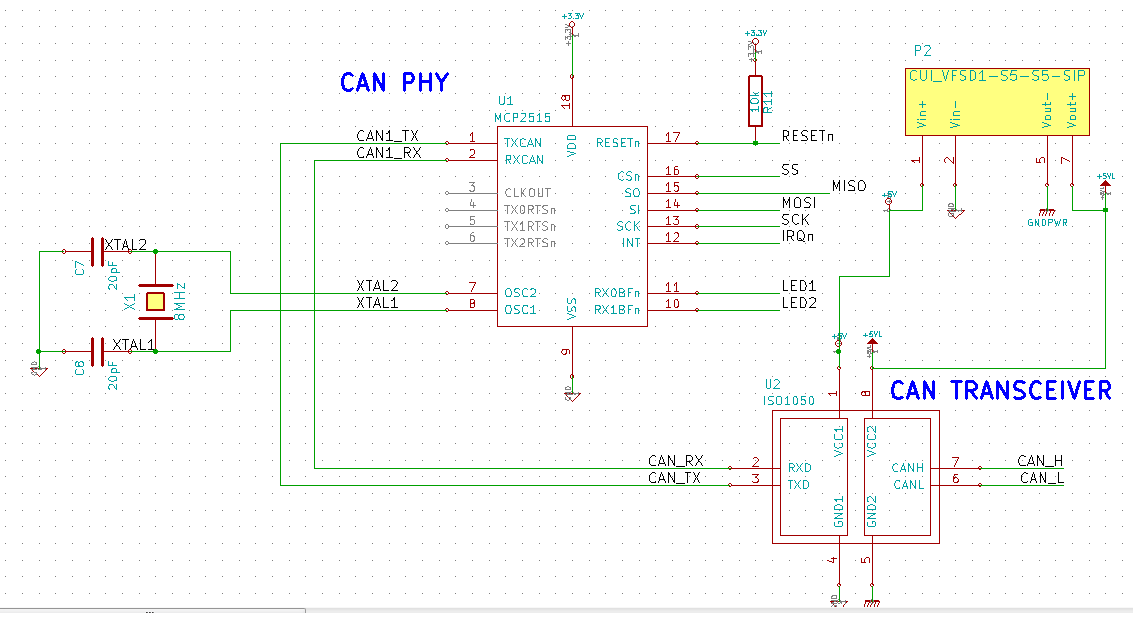 +3.3V
+3.3V
P2
CAN PHY
CUI_VFSD1-S5-S5-SIP
Vin+
Vin-
Vout-
Vout+
1
2
5
7
+5V
GNDPWR
+5VL
10k
R11
U1
MCP2515
18
VDD
CAN1_TX
1
TXCAN
RESETn
17
RESETn
CAN1_RX
2
RXCAN
CSn
16
SS
3
CLKOUT
SO
15
MISO
4
TX0RTSn
SI
14
MOSI
5
TX1RTSn
SCK
13
SCK
6
TX2RTSn
INT
12
IRQn
XTAL2
7
OSC2
RX0BFn
11
LED1
XTAL1
8
OSC1
RX1BFn
10
LED2
VSS
9
GND
XTAL2
C7
20pF
X1
8MHz
XTAL1
C8
20pF
GND
+5V
+5VL
CAN TRANSCEIVER
U2
ISO1050
1
8
VCC1
VCC2
CAN_RX
2
RXD
CANH
7
CAN_H
CAN_TX
3
TXD
CANL
6
CAN_L
GND1
GND2
4
5